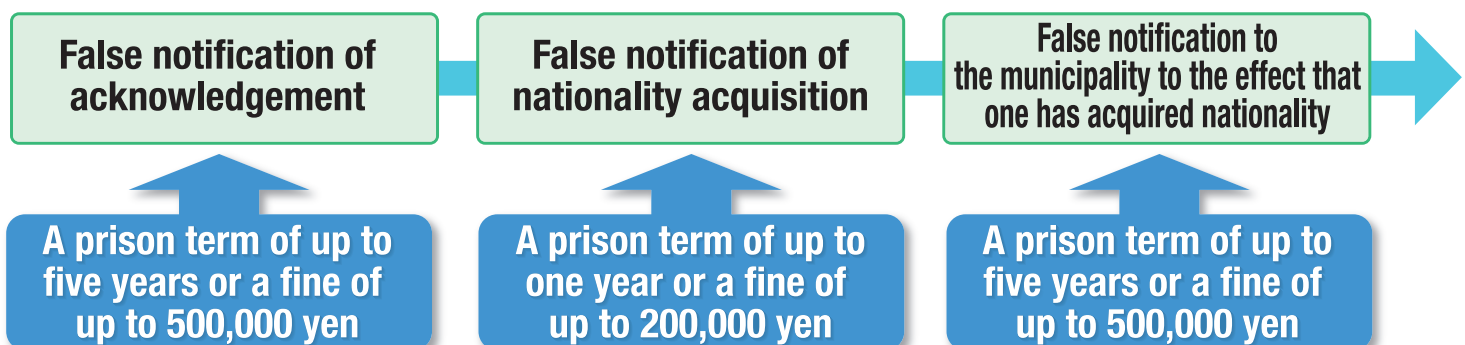 False notification of
acknowledgement
False notification of
nationality acquisition
False notification to
the municipality to the effect that
one has acquired nationality
A prison term of up to
five years or a fine of
up to 500,000 yen
A prison term of up to
one year or a fine of
up to 200,000 yen
A prison term of up to
five years or a fine of
up to 500,000 yen